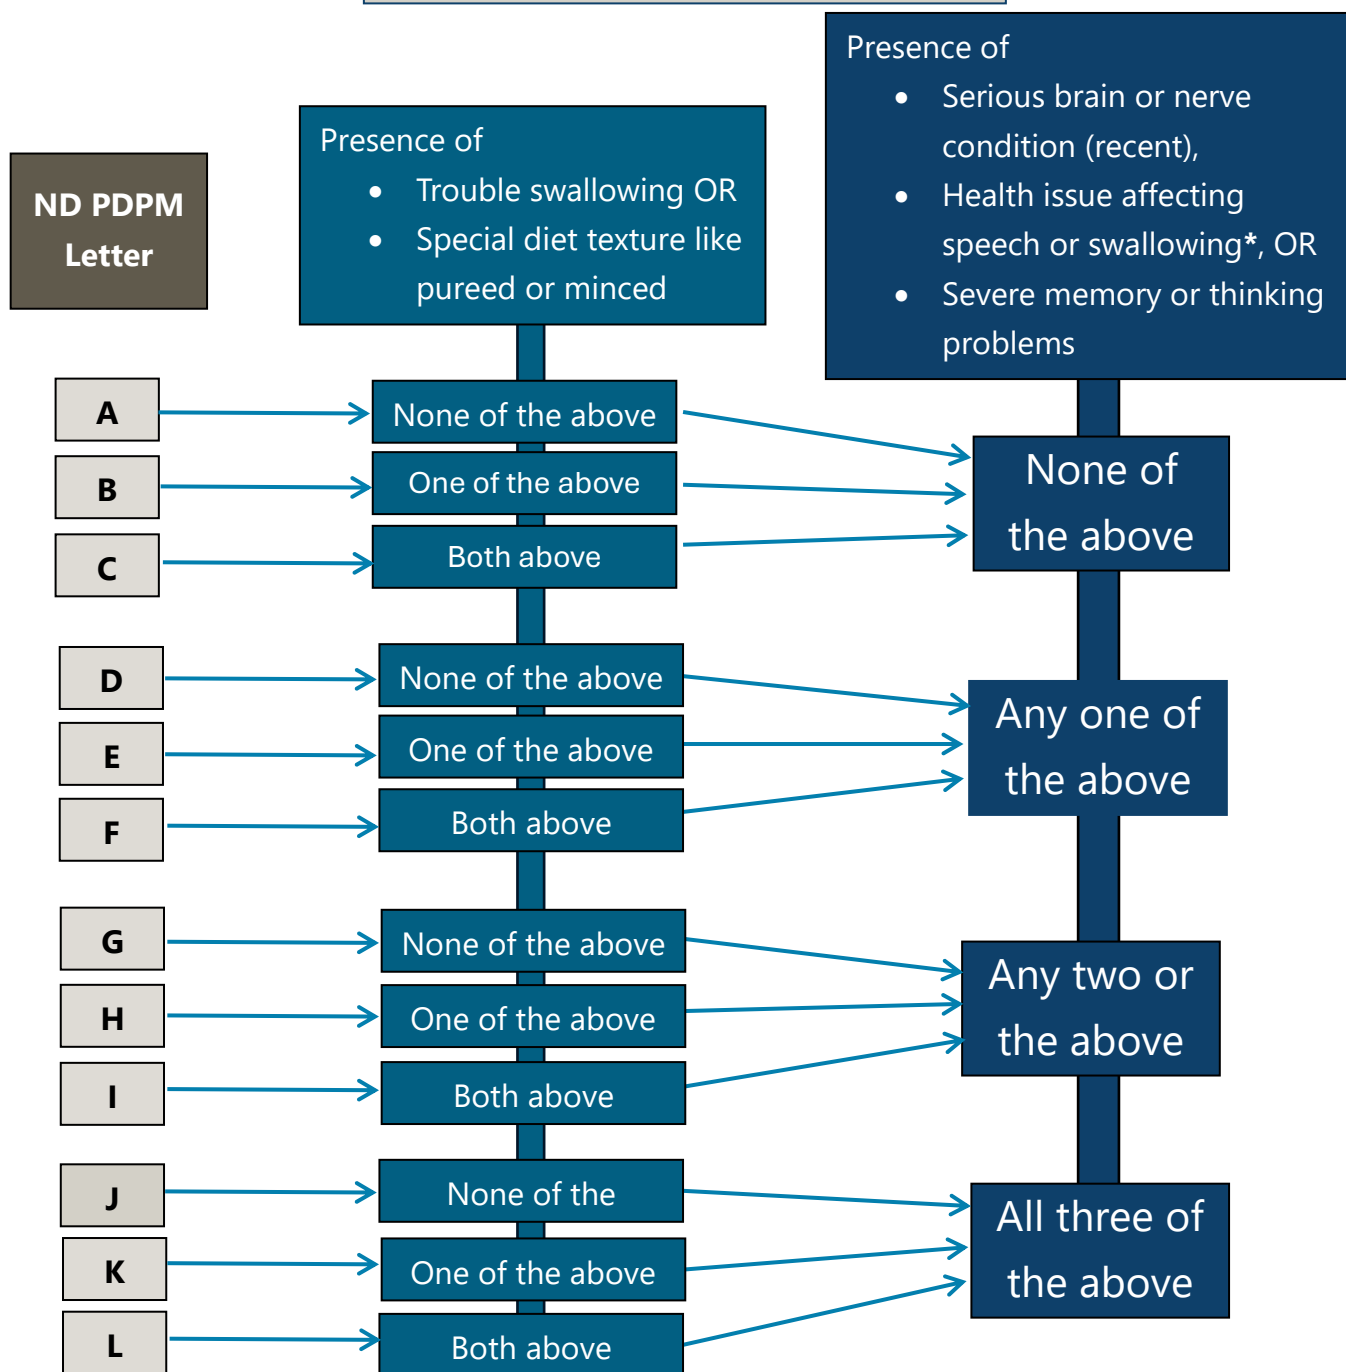 Presence of
• Serious brain or nerve
condition (recent),
• Health issue affecting
speech or swallowing*, OR
• Severe memory or thinking
problems
Presence of
• Trouble swallowing OR
• Special diet texture like
pureed or minced
ND PDPM
Letter
A
None of the above
B
One of the above
C
Both above
None of
the above
D
None of the above
E
One of the above
F
Both above
Any one of
the above
G
None of the above
H
One of the above
I
Both above
Any two or
the above
J
None of the
K
One of the above
L
Both above
All three of
the above